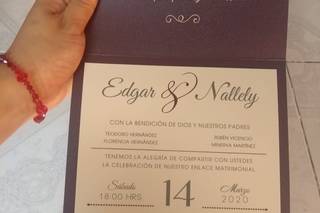 Edgar & Nallely
CON LA BENDICIÓN DE DIOS Y NUESTROS PADRES
TEODORO HERNÁNDEZ RUBÉN VICENCIO
FLORENCIA HERNÁNDEZ MINERVA MARTÍNEZ
TENEMOS LA ALEGRÍA DE COMPARTIR CON USTEDES
LA CELEBRACIÓN DE NUESTRO ENLACE MATRIMONIAL
Sábado 14 Marzo
18:00 HRS 2020